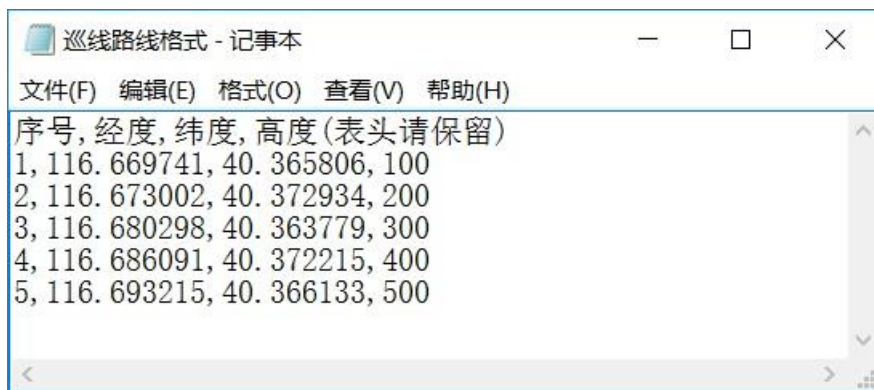 巡线路线格式 - 记事本
文件(F) 编辑(E) 格式(O) 查看(V) 帮助(H)
序号,经度,纬度,高度(表头请保留)
1,116.669741,40.365806,100
2,116.673002,40.372934,200
3,116.680298,40.363779,300
4,116.686091,40.372215,400
5,116.693215,40.366133,500